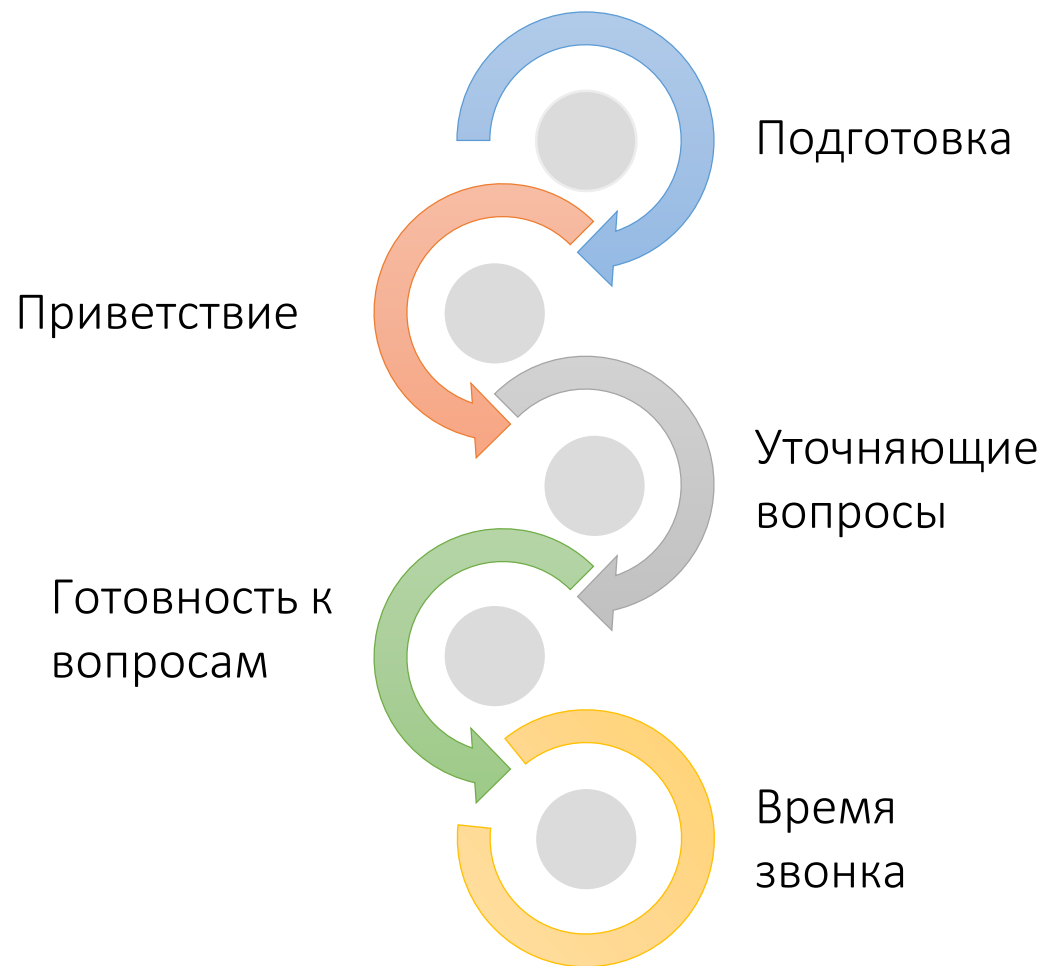 Подготовка
Приветствие
Уточняющие
вопросы
Готовность к
вопросам
Время
звонка